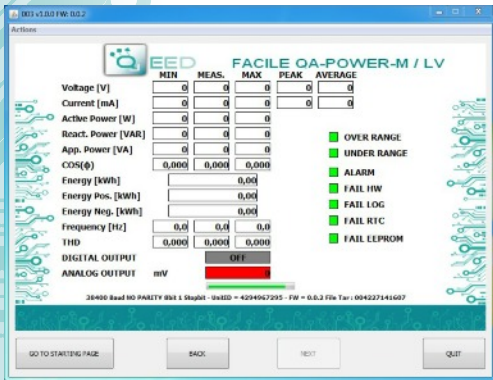 003 v1.0.0 FW: 0.0.2
Actions
QEED FACILE QA-POWER-M / LV
MIN MEAS. MAX PEAK AVERAGE
Voltage [V] 0 0 0 0 0
Current [mA] 0 0 0 0 0
Active Power [W] 0 0 0
React. Power [VAR] 0 0 0 OVER RANGE
App. Power [VA] 0 0 0 UNDER RANGE
COS(ϕ) 0,000 0,000 0,000 ALARM
Energy [kWh] 0,00 FAIL HW
Energy Pos. [kWh] 0,00 FAIL LOG
Energy Neg. [kWh] 0,00 FAIL RTC
Frequency [Hz] 0,0 0,0 0,0 FAIL EEPROM
THD 0,000 0,000 0,000
DIGITAL OUTPUT OFF
ANALOG OUTPUT mV 0
38400 Baud NO PARITY 8bit 1 Stopbit - UnitID = 4294967295 - FW = 0.0.2 File Tar: 004227141607
GO TO STARTING PAGE BACK NEXT QUIT